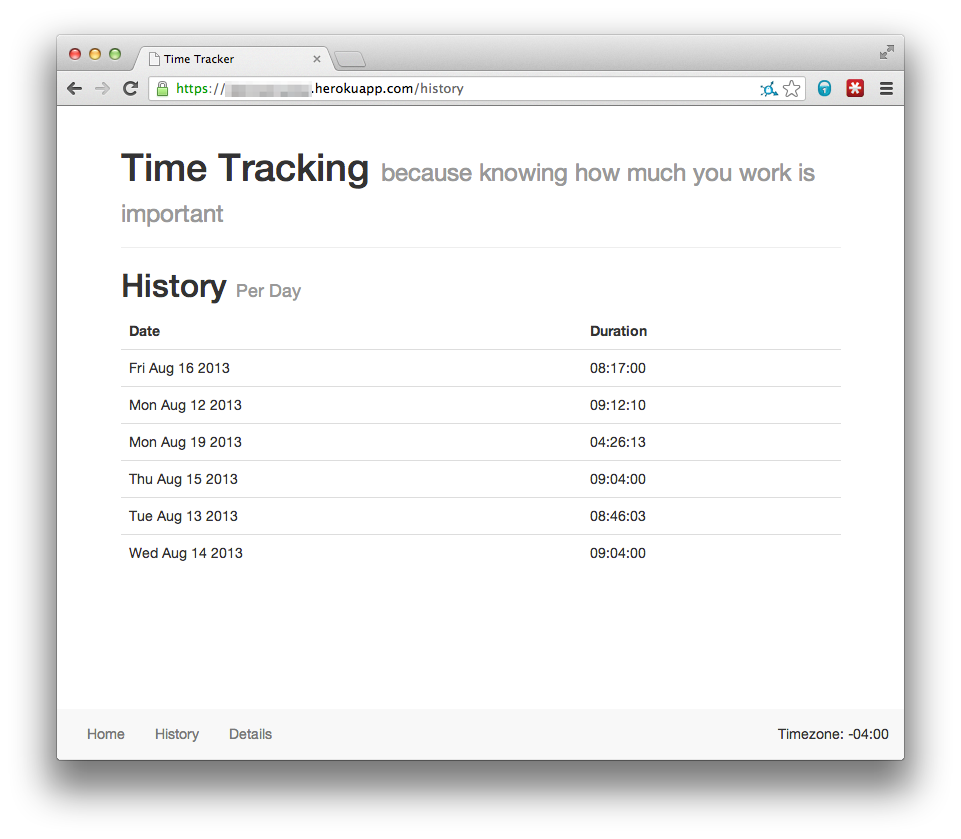 Time Tracker
https://.herokuapp.com/history
Time Tracking because knowing how much you work is
important
History Per Day
Date Duration
Fri Aug 16 2013 08:17:00
Mon Aug 12 2013 09:12:10
Mon Aug 19 2013 04:26:13
Thu Aug 15 2013 09:04:00
Tue Aug 13 2013 08:46:03
Wed Aug 14 2013 09:04:00
Home History Details Timezone: -04:00